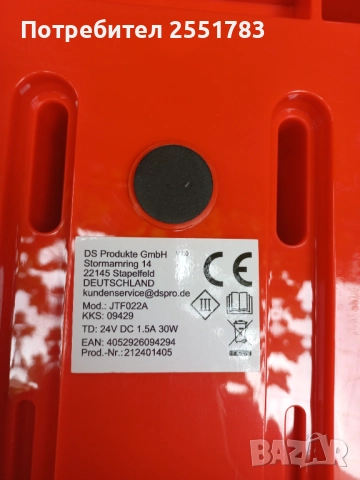 Потребител 2551783
DS Produkte GmbH
Stormarnring 14
22145 Stapelfeld
DEUTSCHLAND
kundenservice@dspro.de
Mod.: JTF022A
KKS: 09429
TD: 24V DC 1.5A 30W
EAN: 4052926094294
Prod.-Nr.:212401405
CE
BAZAR